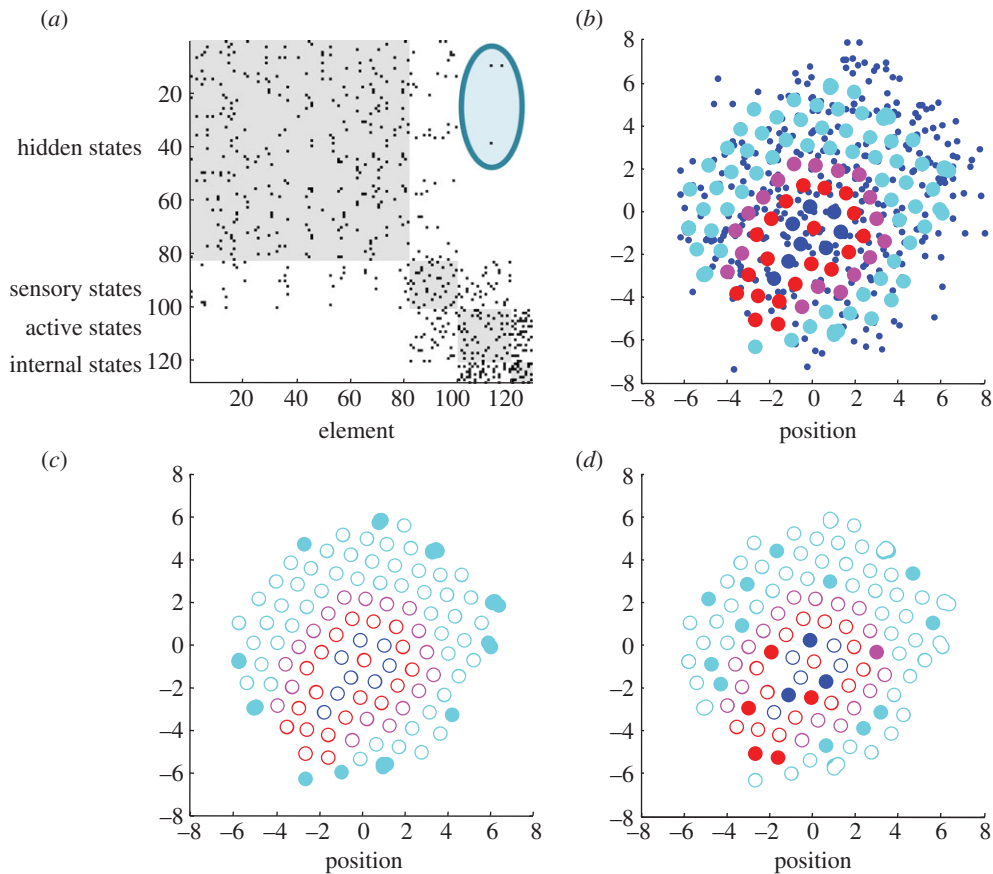 (a)
20
hidden states
40
60
80
sensory states
100
active states
internal states 120
20 40 60 80 100 120
element
(b)
8
6
4
2
0
−2
−4
−6
−8
−8 −6 −4 −2 0 2 4 6 8
position
(c)
8
6
4
2
0
−2
−4
−6
−8
−8 −6 −4 −2 0 2 4 6 8
position
(d)
8
6
4
2
0
−2
−4
−6
−8
−8 −6 −4 −2 0 2 4 6 8
position